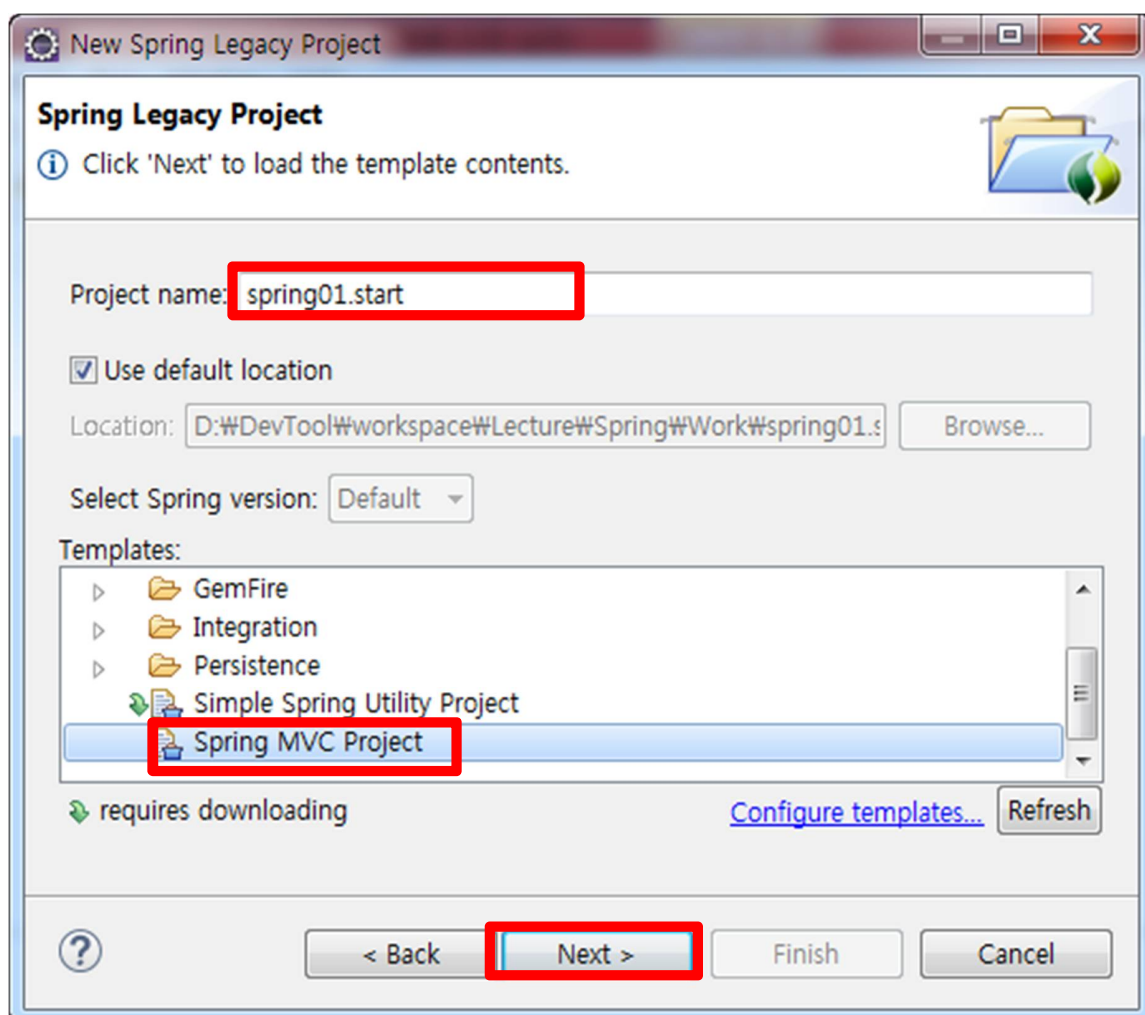 New Spring Legacy Project
Spring Legacy Project
Click 'Next' to load the template contents.
Project name: spring01.start
Use default location
Location: D:₩DevTool₩workspace₩Lecture₩Spring₩Work₩spring01.s Browse...
Select Spring version: Default
Templates:
GemFire
Integration
Persistence
Simple Spring Utility Project
Spring MVC Project
requires downloading Configure templates... Refresh
< Back Next > Finish Cancel